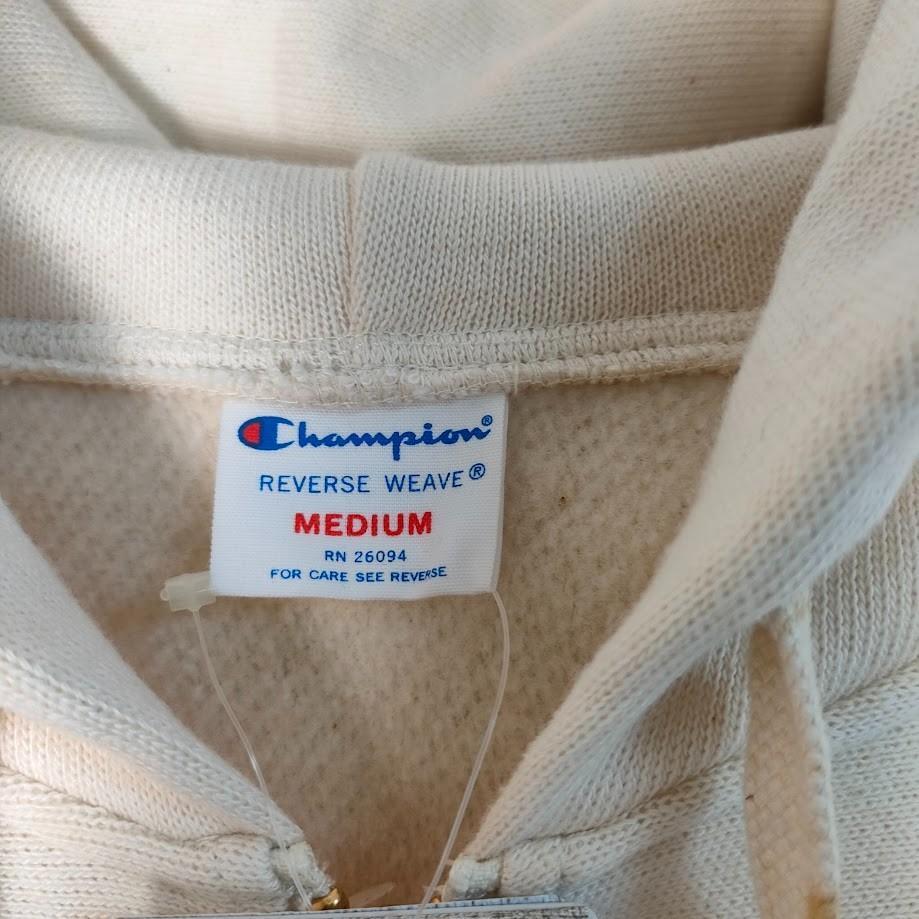 Champion®
REVERSE WEAVE®
MEDIUM
RN 26094
FOR CARE SEE REVERSE